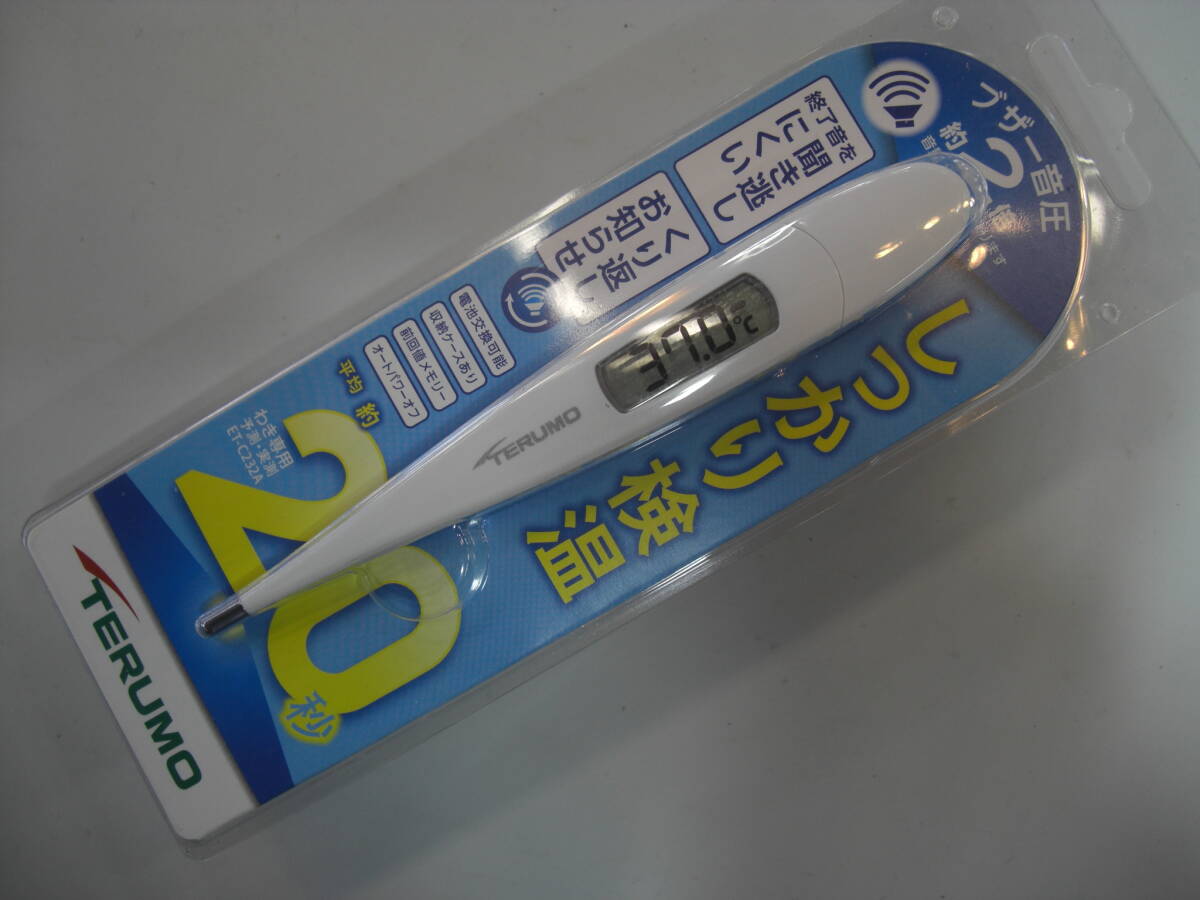 ブザー音圧
約2倍
終了音を
聞き逃し
にくい
くり返し
お知らせ
電池交換可能
収納ケースあり
前回値メモリー
オートパワーオフ
平均 約
20秒
わき専用
予測・実測
ET-C232A
しっかり検温
℃
TERUMO
TERUMO